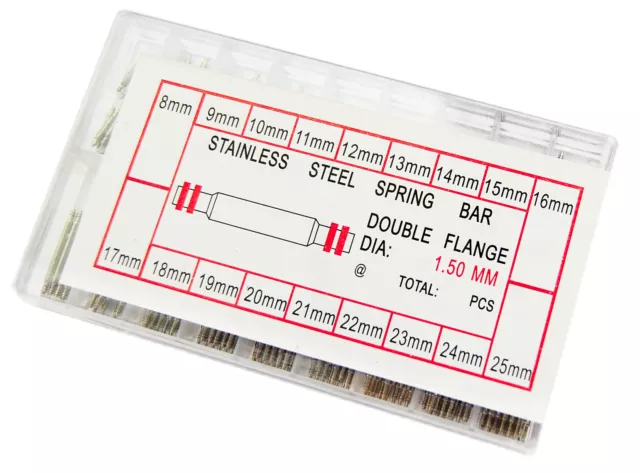 8mm 9mm 10mm 11mm 12mm 13mm 14mm 15mm 16mm
STAINLESS STEEL SPRING BAR
DOUBLE FLANGE
DIA: 1.50 MM
@ TOTAL: PCS
17mm 18mm 19mm 20mm 21mm 22mm 23mm 24mm 25mm